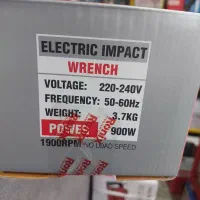 ELECTRIC IMPACT
WRENCH
VOLTAGE: 220-240V
FREQUENCY: 50-60Hz
WEIGHT: 3.7KG
POWER 900W
1900RPM NO LOAD SPEED